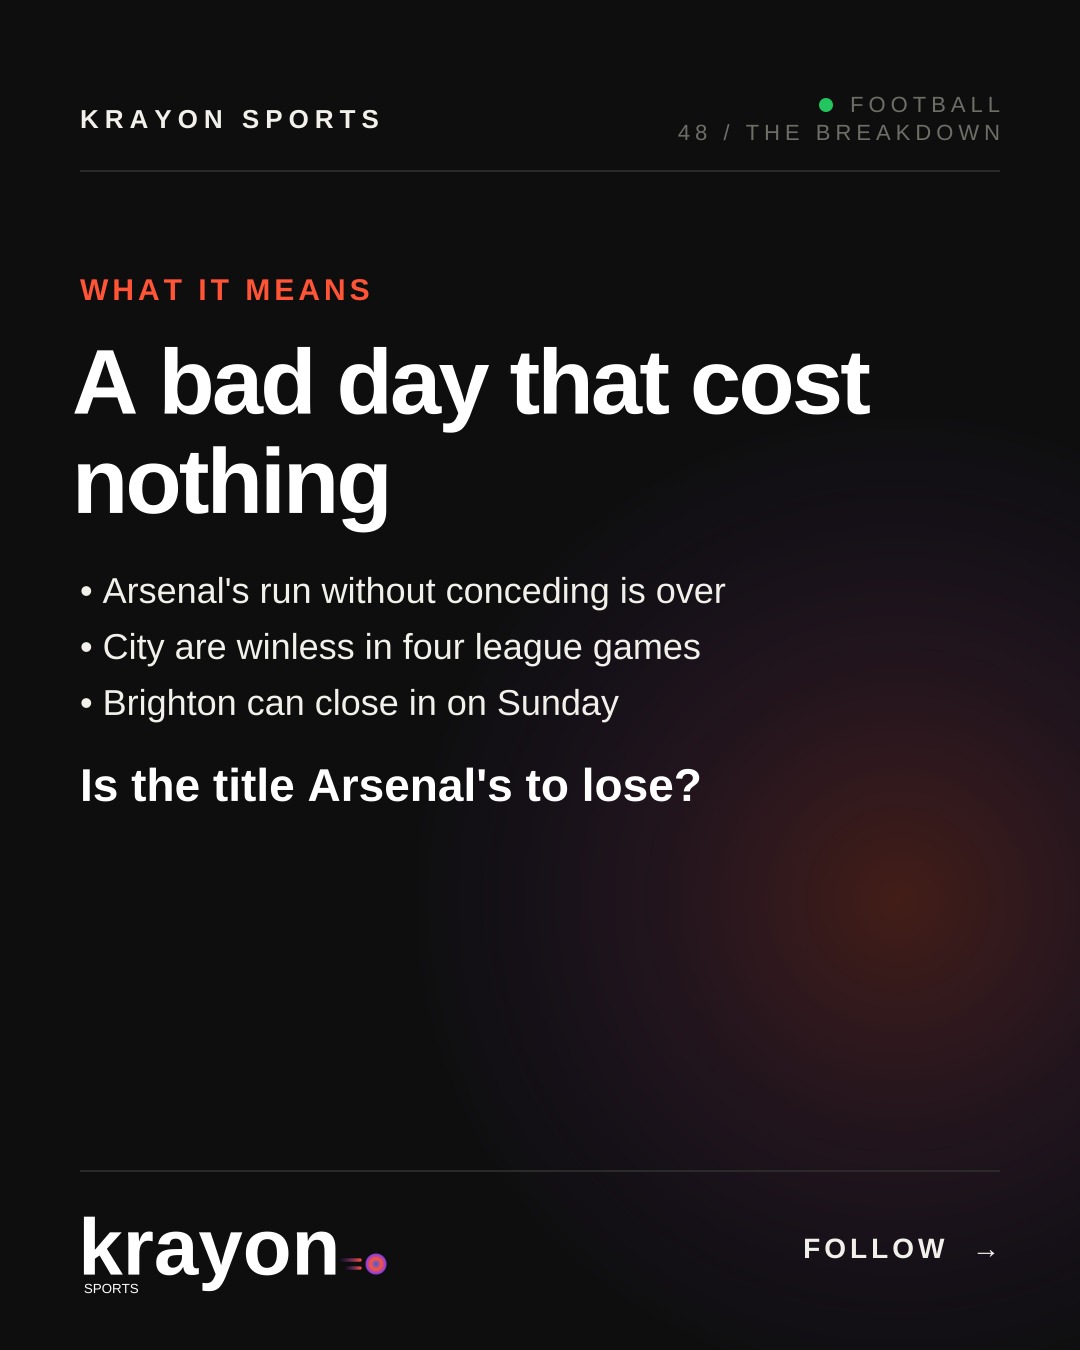 KRAYON SPORTS
FOOTBALL
48 / THE BREAKDOWN
WHAT IT MEANS
A bad day that cost
nothing
• Arsenal's run without conceding is over
• City are winless in four league games
• Brighton can close in on Sunday
Is the title Arsenal's to lose?
krayon
SPORTS
FOLLOW →